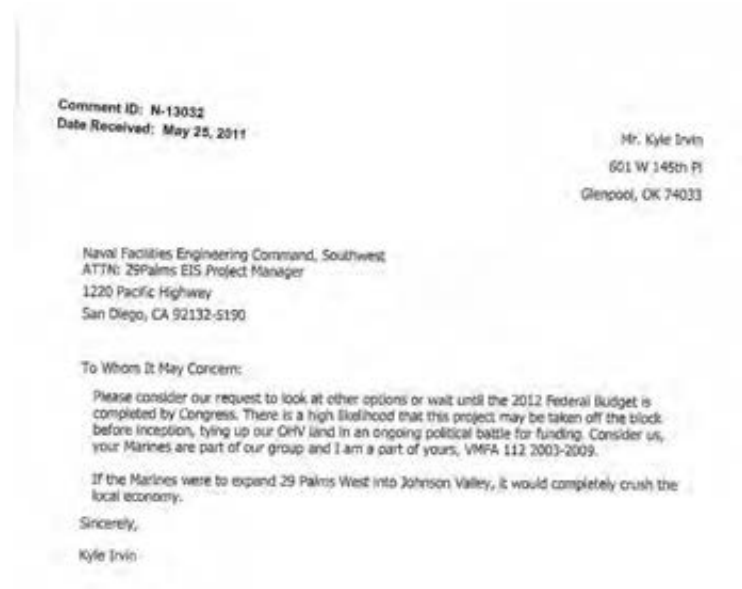 Comment ID: N-13032
Date Received: May 25, 2011
Mr. Kyle Irvin
601 W 145th Pl
Glenpool, OK 74033
Naval Facilities Engineering Command, Southwest
ATTN: 29Palms EIS Project Manager
1220 Pacific Highway
San Diego, CA 92132-5190
To Whom It May Concern:
Please consider our request to look at other options or wait until the 2012 Federal Budget is
completed by Congress. There is a high likelihood that this project may be taken off the block
before inception, tying up our OHV land in an ongoing political battle for funding. Consider us,
your Marines are part of our group and I am a part of yours, VMFA 112 2003-2009.
If the Marines were to expand 29 Palms West into Johnson Valley, it would completely crush the
local economy.
Sincerely,
Kyle Irvin